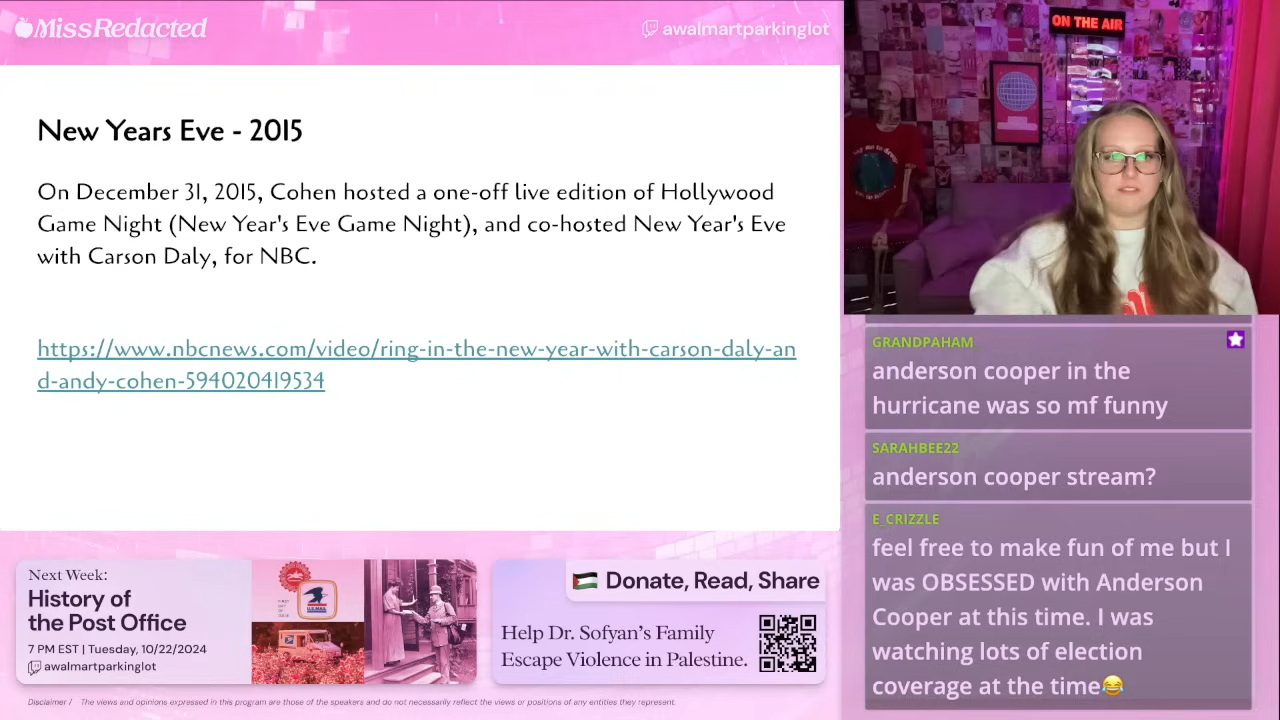 MissRedacted
awalmartparkinglot
ON THE AIR
New Years Eve - 2015
On December 31, 2015, Cohen hosted a one-off live edition of Hollywood
Game Night (New Year's Eve Game Night), and co-hosted New Year's Eve
with Carson Daly, for NBC.
https://www.nbcnews.com/video/ring-in-the-new-year-with-carson-daly-an
d-andy-cohen-594020419534
GRANDPAHAM
anderson cooper in the
hurricane was so mf funny
SARAHBEE22
anderson cooper stream?
E_CRIZZLE
feel free to make fun of me but I
was OBSESSED with Anderson
Cooper at this time. I was
watching lots of election
coverage at the time😂
Next Week:
History of
the Post Office
7 PM EST | Tuesday, 10/22/2024
awalmartparkinglot
FIRST
DAY OF
ISSUE
U.S.MAIL
🇵🇸 Donate, Read, Share
Help Dr. Sofyan's Family
Escape Violence in Palestine.
Disclaimer / The views and opinions expressed in this program are those of the speakers and do not necessarily reflect the views or positions of any entities they represent.